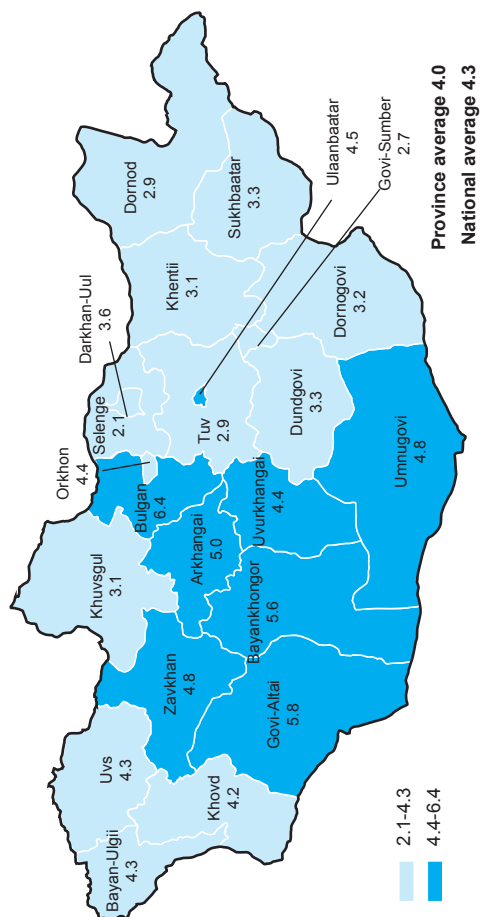 Bayan-Ulgii
4.3
Uvs
4.3
Khovd
4.2
Zavkhan
4.8
Govi-Altai
5.8
Khuvsgul
3.1
Bayankhongor
5.6
Arkhangai
5.0
Bulgan
6.4
Orkhon
4.4
Uvurkhangai
4.4
Selenge
2.1
Darkhan-Uul
3.6
Tuv
2.9
Dundgovi
3.3
Umnugovi
4.8
Khentii
3.1
Dornod
2.9
Sukhbaatar
3.3
Dornogovi
3.2
Ulaanbaatar
4.5
Govi-Sumber
2.7
2.1-4.3
4.4-6.4
Province average 4.0
National average 4.3